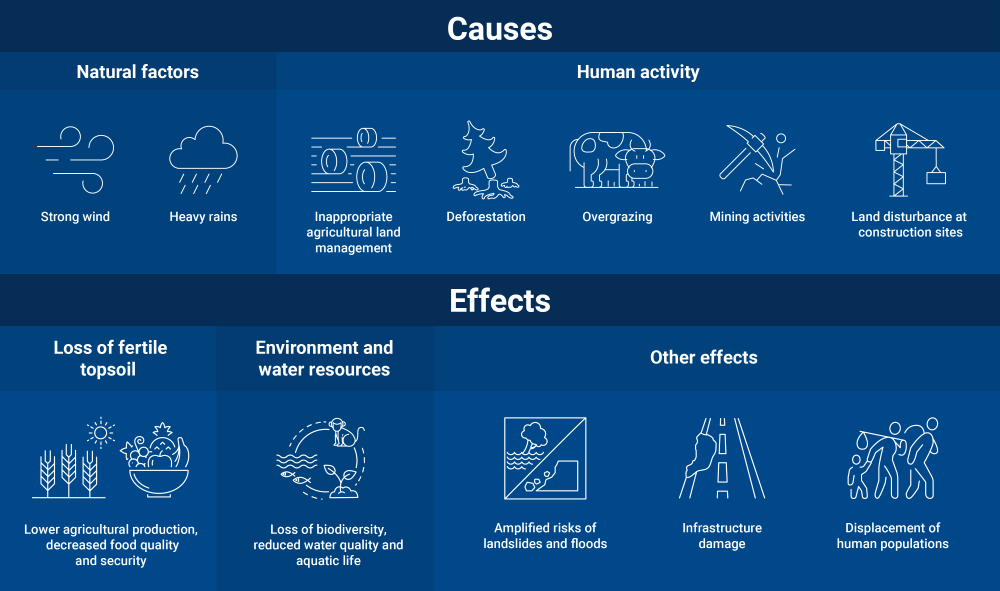 Causes
Natural factors
Human activity
Strong wind
Heavy rains
Inappropriate
agricultural land
management
Deforestation
Overgrazing
Mining activities
Land disturbance at
construction sites
Effects
Loss of fertile
topsoil
Environment and
water resources
Other effects
Lower agricultural production,
decreased food quality
and security
Loss of biodiversity,
reduced water quality and
aquatic life
Amplified risks of
landslides and floods
Infrastructure
damage
Displacement of
human populations